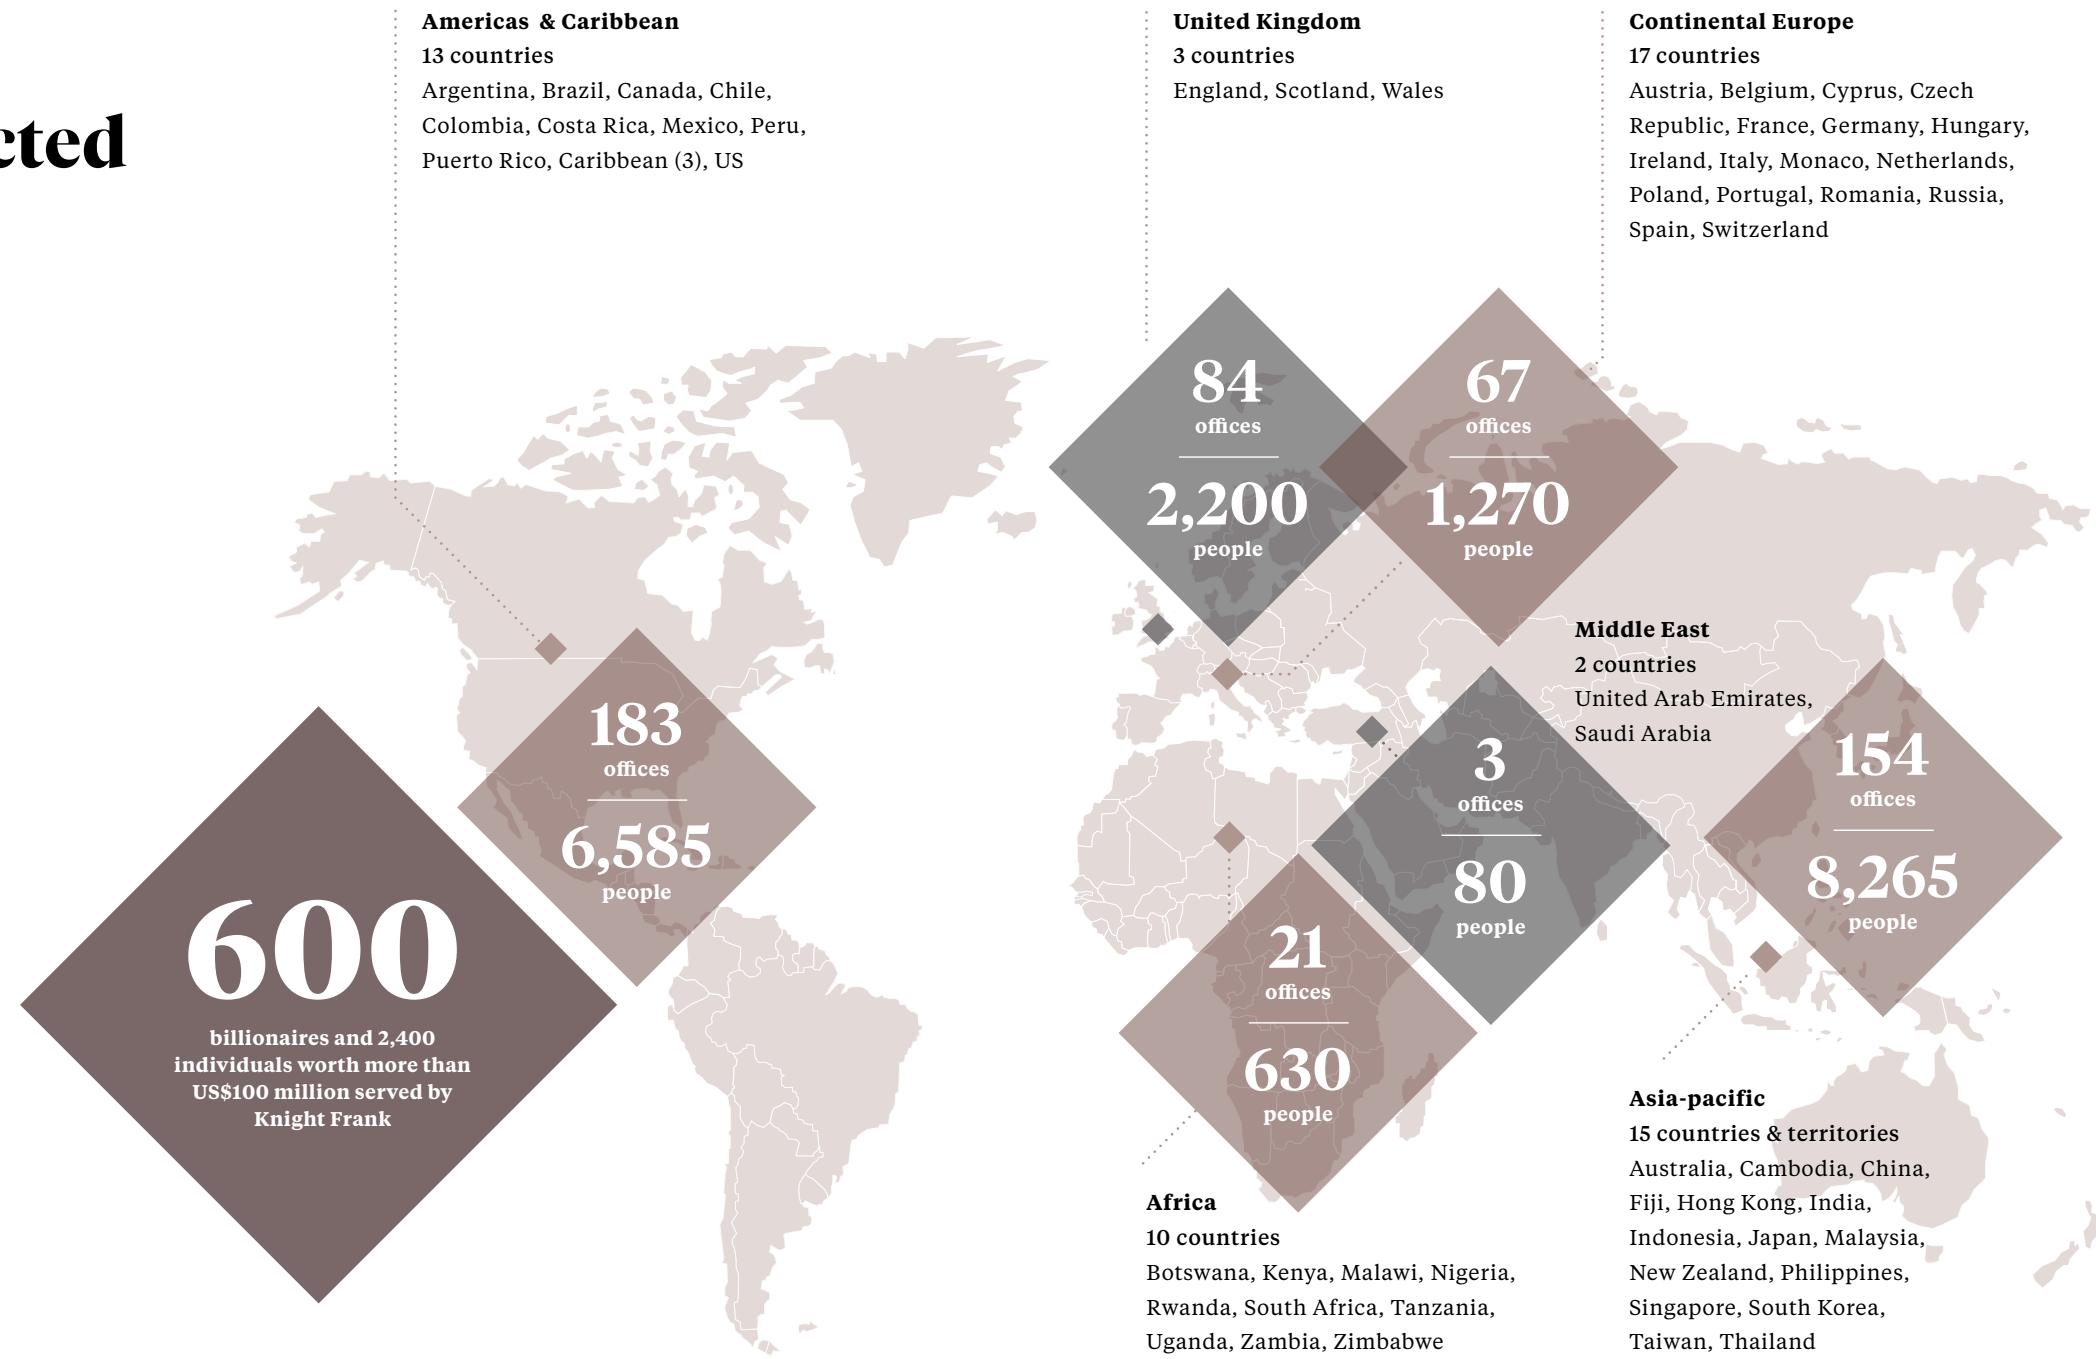 cted
Americas & Caribbean
13 countries
Argentina, Brazil, Canada, Chile,
Colombia, Costa Rica, Mexico, Peru,
Puerto Rico, Caribbean (3), US
United Kingdom
3 countries
England, Scotland, Wales
Continental Europe
17 countries
Austria, Belgium, Cyprus, Czech
Republic, France, Germany, Hungary,
Ireland, Italy, Monaco, Netherlands,
Poland, Portugal, Romania, Russia,
Spain, Switzerland
84
offices
2,200
people
67
offices
1,270
people
183
offices
6,585
people
600
billionaires and 2,400
individuals worth more than
US$100 million served by
Knight Frank
Middle East
2 countries
United Arab Emirates,
Saudi Arabia
3
offices
80
people
154
offices
8,265
people
21
offices
630
people
Africa
10 countries
Botswana, Kenya, Malawi, Nigeria,
Rwanda, South Africa, Tanzania,
Uganda, Zambia, Zimbabwe
Asia-pacific
15 countries & territories
Australia, Cambodia, China,
Fiji, Hong Kong, India,
Indonesia, Japan, Malaysia,
New Zealand, Philippines,
Singapore, South Korea,
Taiwan, Thailand